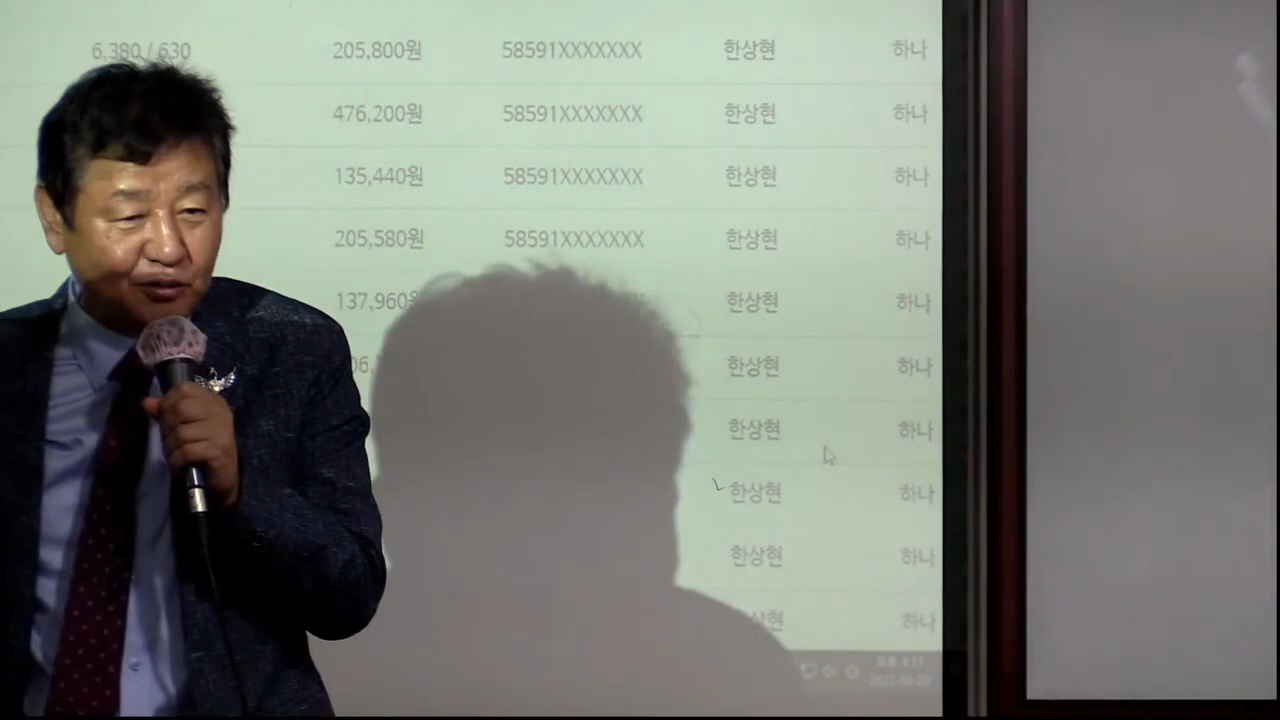 6,380 / 630 205,800원 58591XXXXXXX 한상현 하나
476,200원 58591XXXXXXX 한상현 하나
135,440원 58591XXXXXXX 한상현 하나
205,580원 58591XXXXXXX 한상현 하나
137,960원 한상현 하나
한상현 하나
한상현 하나
한상현 하나
한상현 하나
하나
오후 4:31